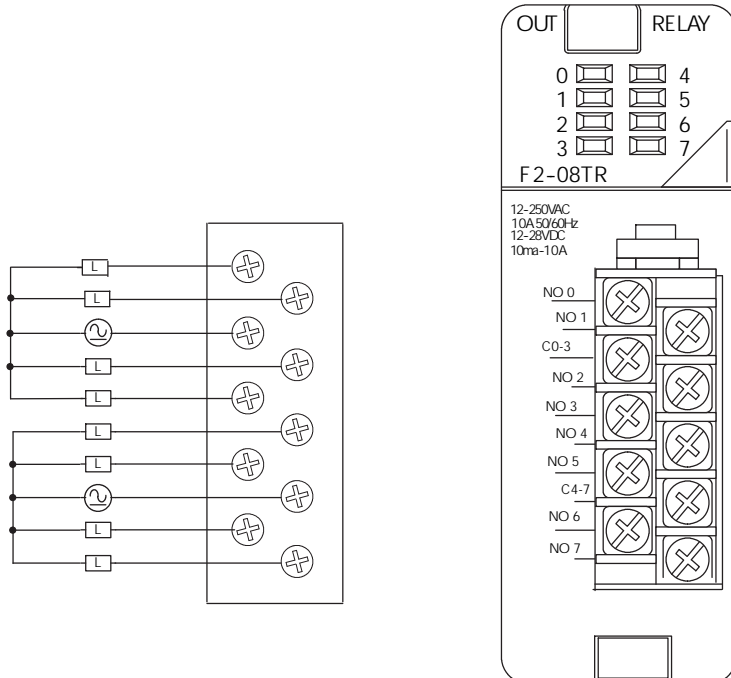 OUT RELAY
0 4
1 5
2 6
3 7
F2-08TR
12-250VAC
10A 50/60Hz
12-28VDC
10ma-10A
NO 0
NO 1
C0-3
NO 2
NO 3
NO 4
NO 5
C4-7
NO 6
NO 7
L
L
L
L
L
L
L
L